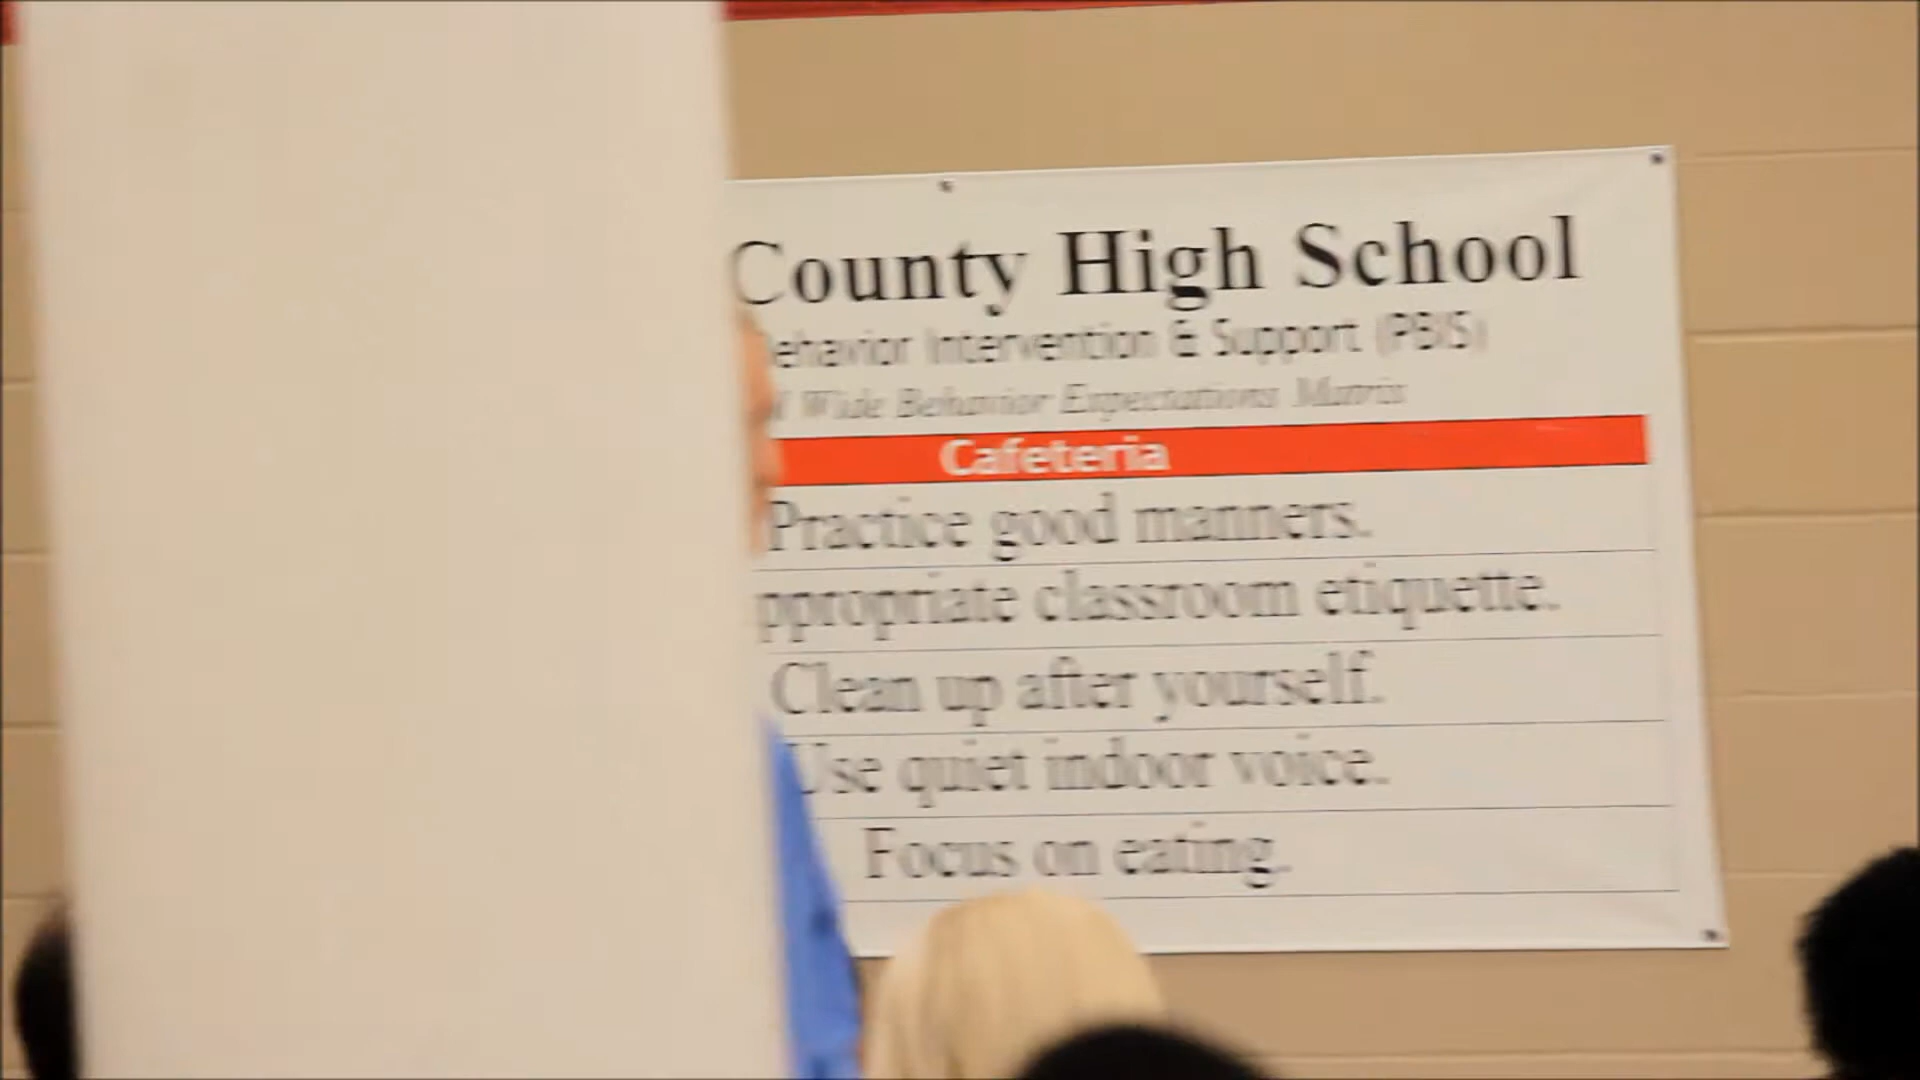 County High School
ehavior Intervention & Support (PBIS)
Wide Behavior Expectations Matrix
Cafeteria
Practice good manners.
ppropriate classroom etiquette.
Clean up after yourself.
Use quiet indoor voice.
Focus on eating.